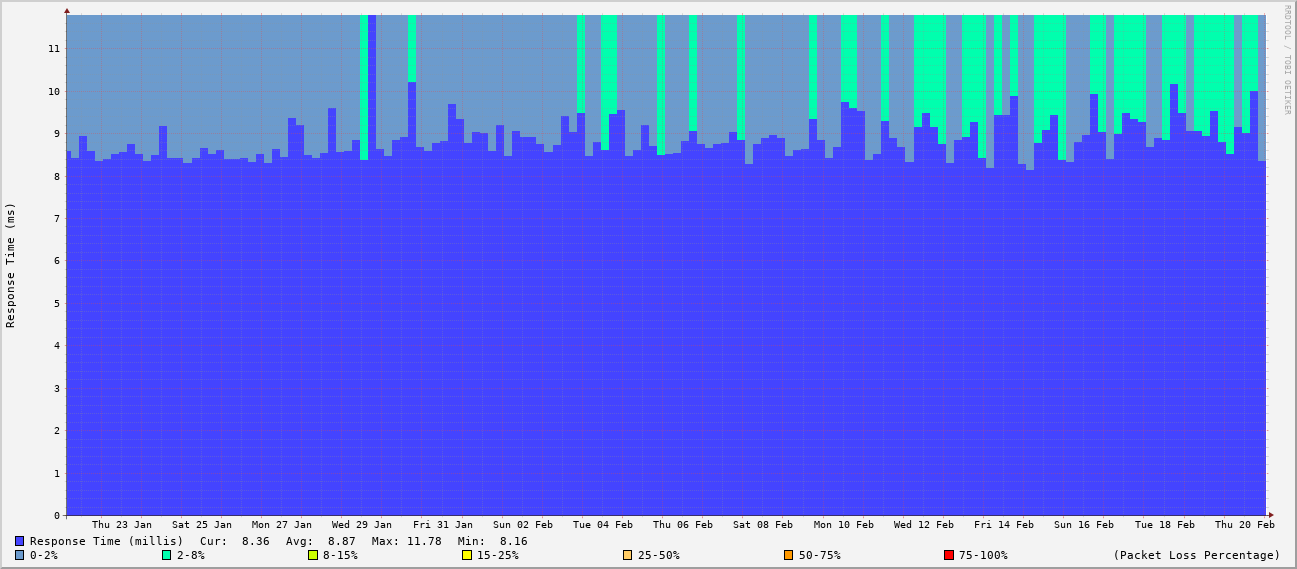 RRDTOOL / TOBI OETIKER
Response Time (ms)
11
10
9
8
7
6
5
4
3
2
1
0
Thu 23 Jan Sat 25 Jan Mon 27 Jan Wed 29 Jan Fri 31 Jan Sun 02 Feb Tue 04 Feb Thu 06 Feb Sat 08 Feb Mon 10 Feb Wed 12 Feb Fri 14 Feb Sun 16 Feb Tue 18 Feb Thu 20 Feb
Response Time (millis) Cur: 8.36 Avg: 8.87 Max: 11.78 Min: 8.16
0-2% 2-8% 8-15% 15-25% 25-50% 50-75% 75-100% (Packet Loss Percentage)